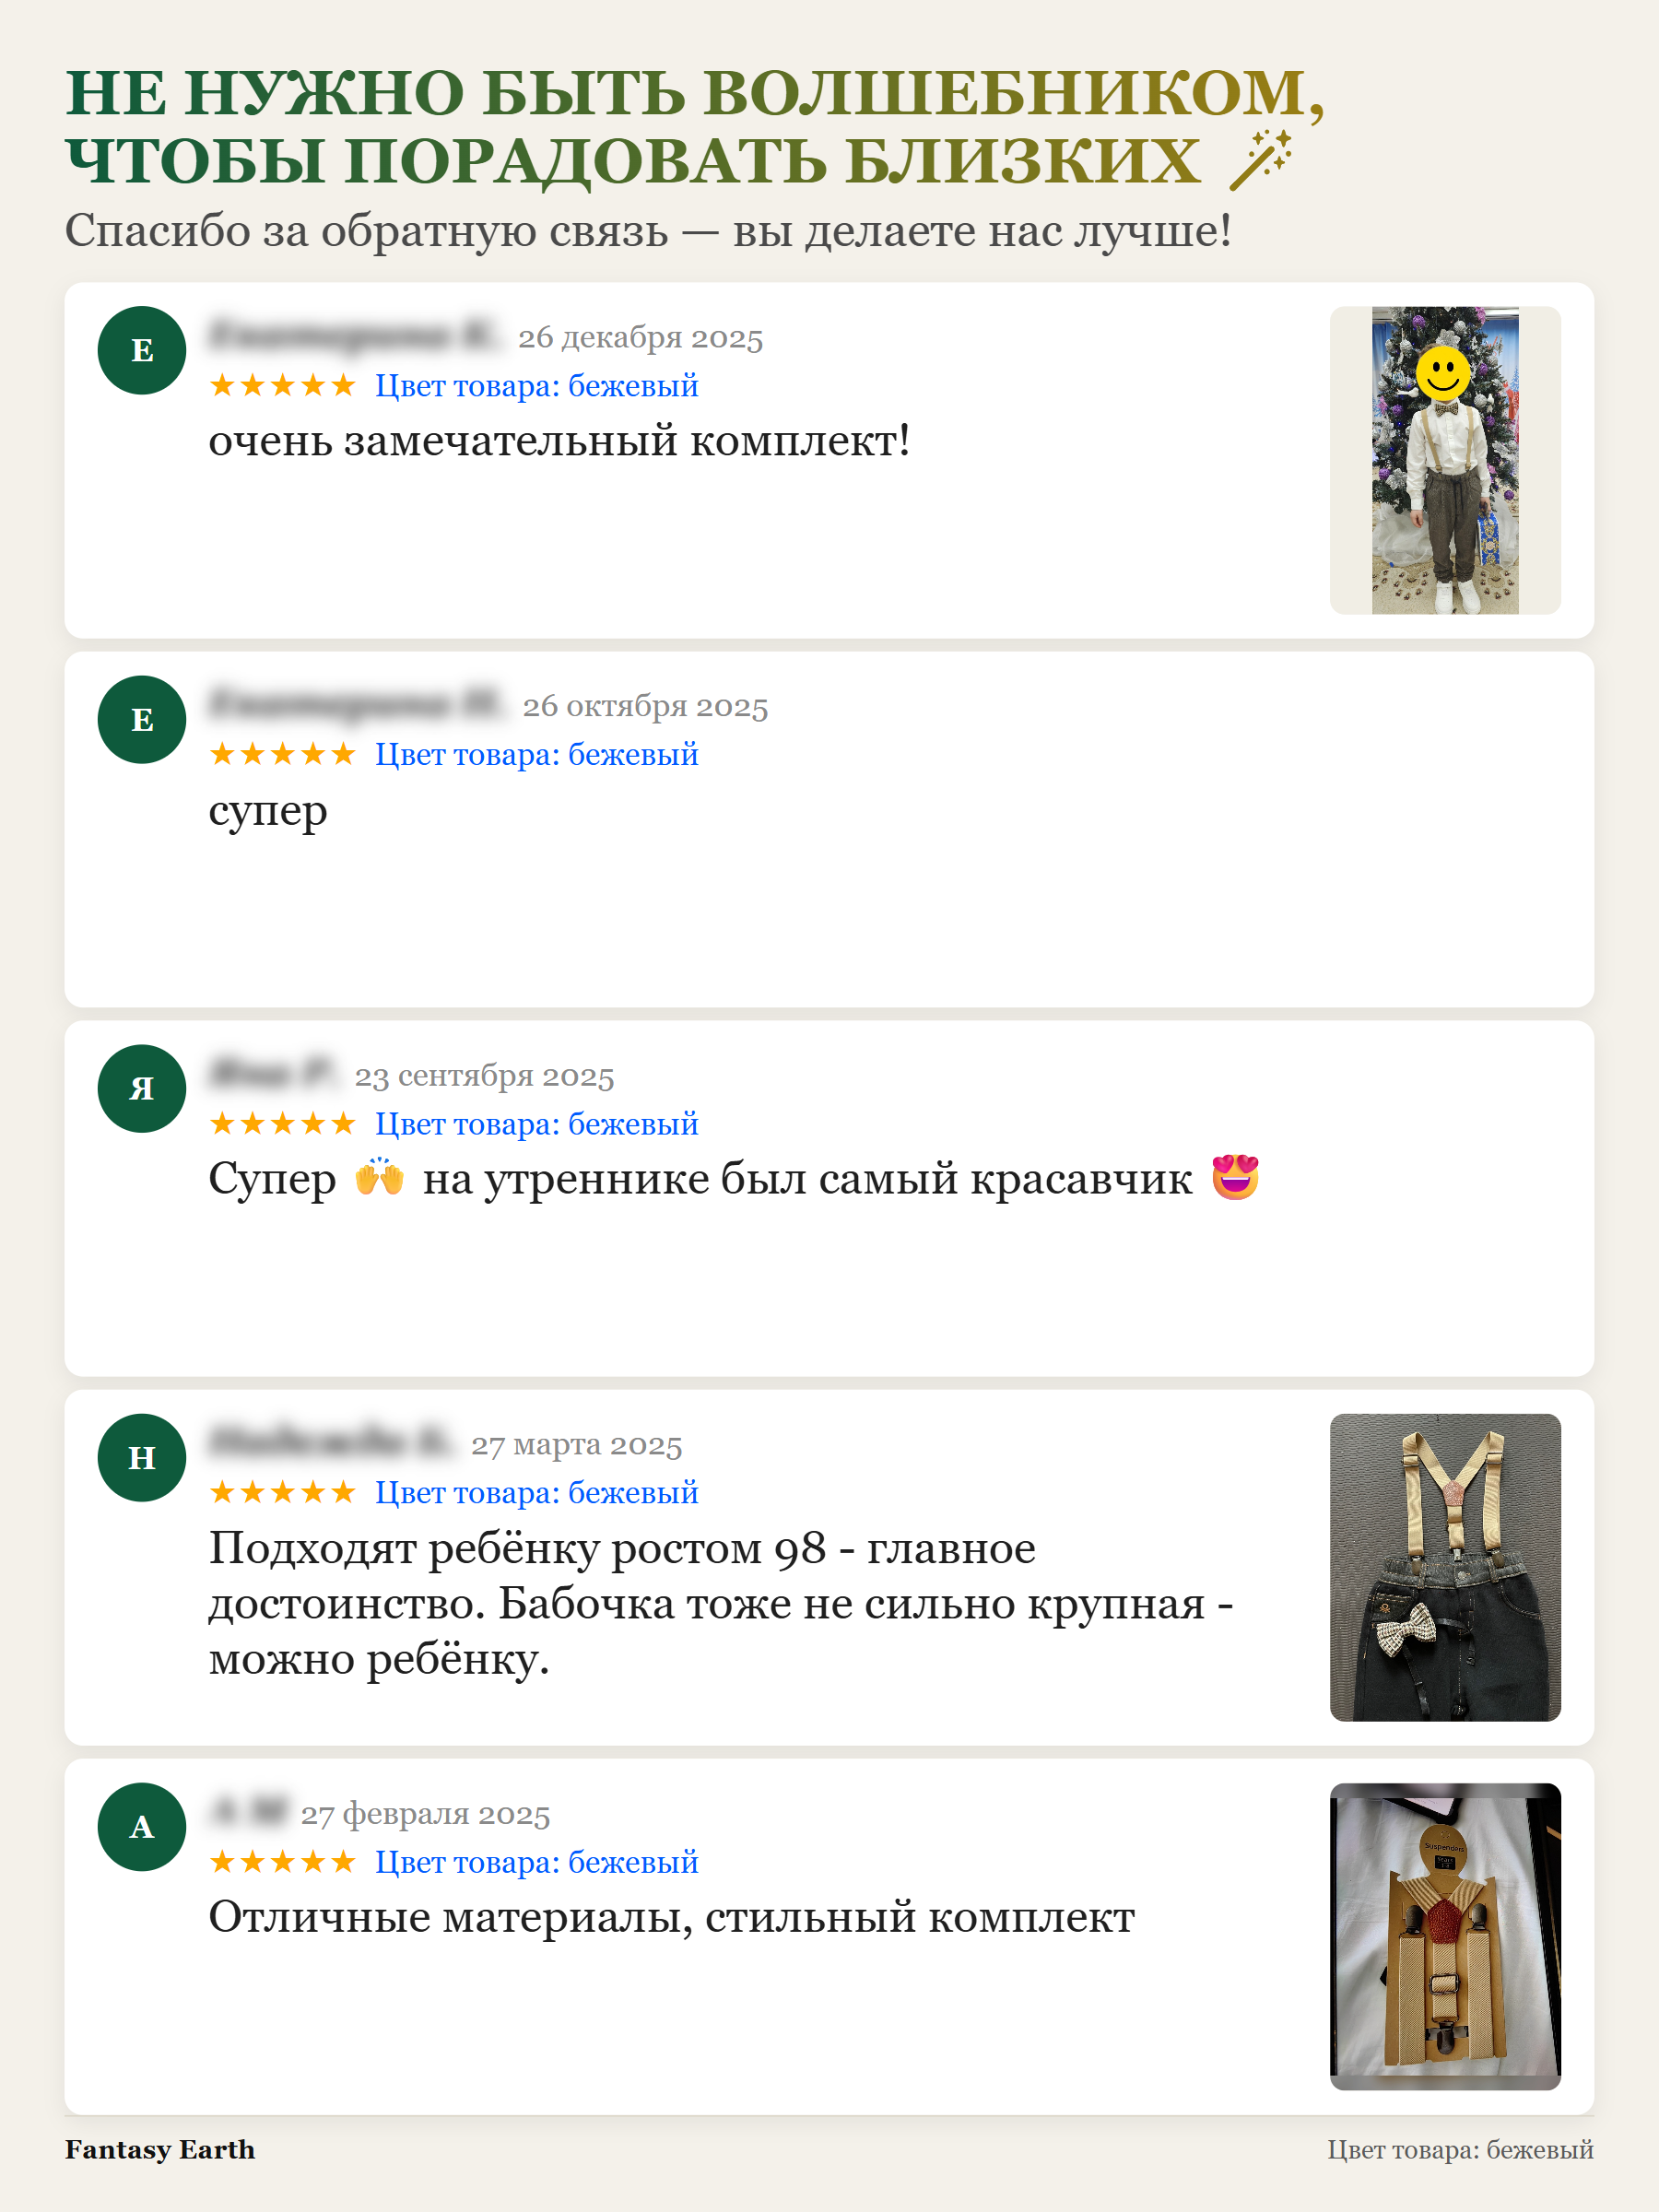 НЕ НУЖНО БЫТЬ ВОЛШЕБНИКОМ,
ЧТОБЫ ПОРАДОВАТЬ БЛИЗКИХ
Спасибо за обратную связь — вы делаете нас лучше!
Е
26 декабря 2025
★★★★★ Цвет товара: бежевый
очень замечательный комплект!
Е
26 октября 2025
★★★★★ Цвет товара: бежевый
супер
Я
23 сентября 2025
★★★★★ Цвет товара: бежевый
Супер 🙌 на утреннике был самый красавчик 😍
Н
27 марта 2025
★★★★★ Цвет товара: бежевый
Подходят ребёнку ростом 98 - главное
достоинство. Бабочка тоже не сильно крупная -
можно ребёнку.
А
27 февраля 2025
★★★★★ Цвет товара: бежевый
Отличные материалы, стильный комплект
Suspenders
Fantasy Earth
Цвет товара: бежевый